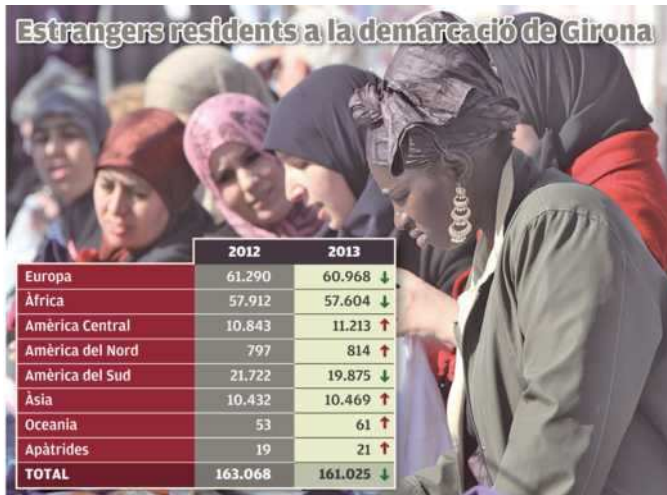 Estrangers residents a la demarcació de Girona
2012 2013
Europa 61.290 60.968
Àfrica 57.912 57.604
Amèrica Central 10.843 11.213
Amèrica del Nord 797 814
Amèrica del Sud 21.722 19.875
Àsia 10.432 10.469
Oceania 53 61
Apàtrides 19 21
TOTAL 163.068 161.025